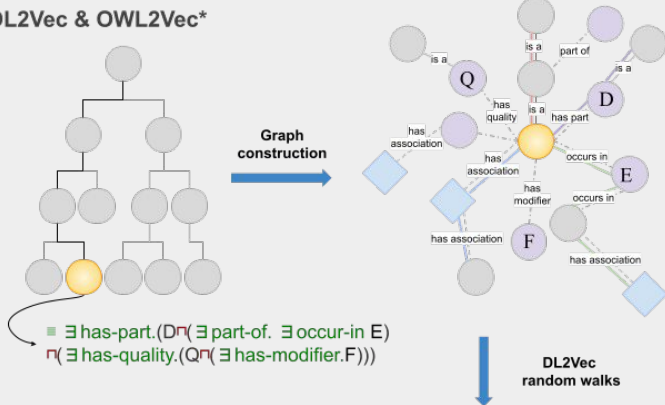 DL2Vec & OWL2Vec*
is a
part of
is a
is a
Q
D
has
quality
is a
has part
Graph
construction
has
association
has
association
occurs in
E
has
modifier
occurs in
F
has association
has association
≡ ∃ has-part.(D⊓(∃ part-of. ∃ occur-in E)
⊓(∃ has-quality.(Q⊓(∃ has-modifier.F)))
DL2Vec
random walks